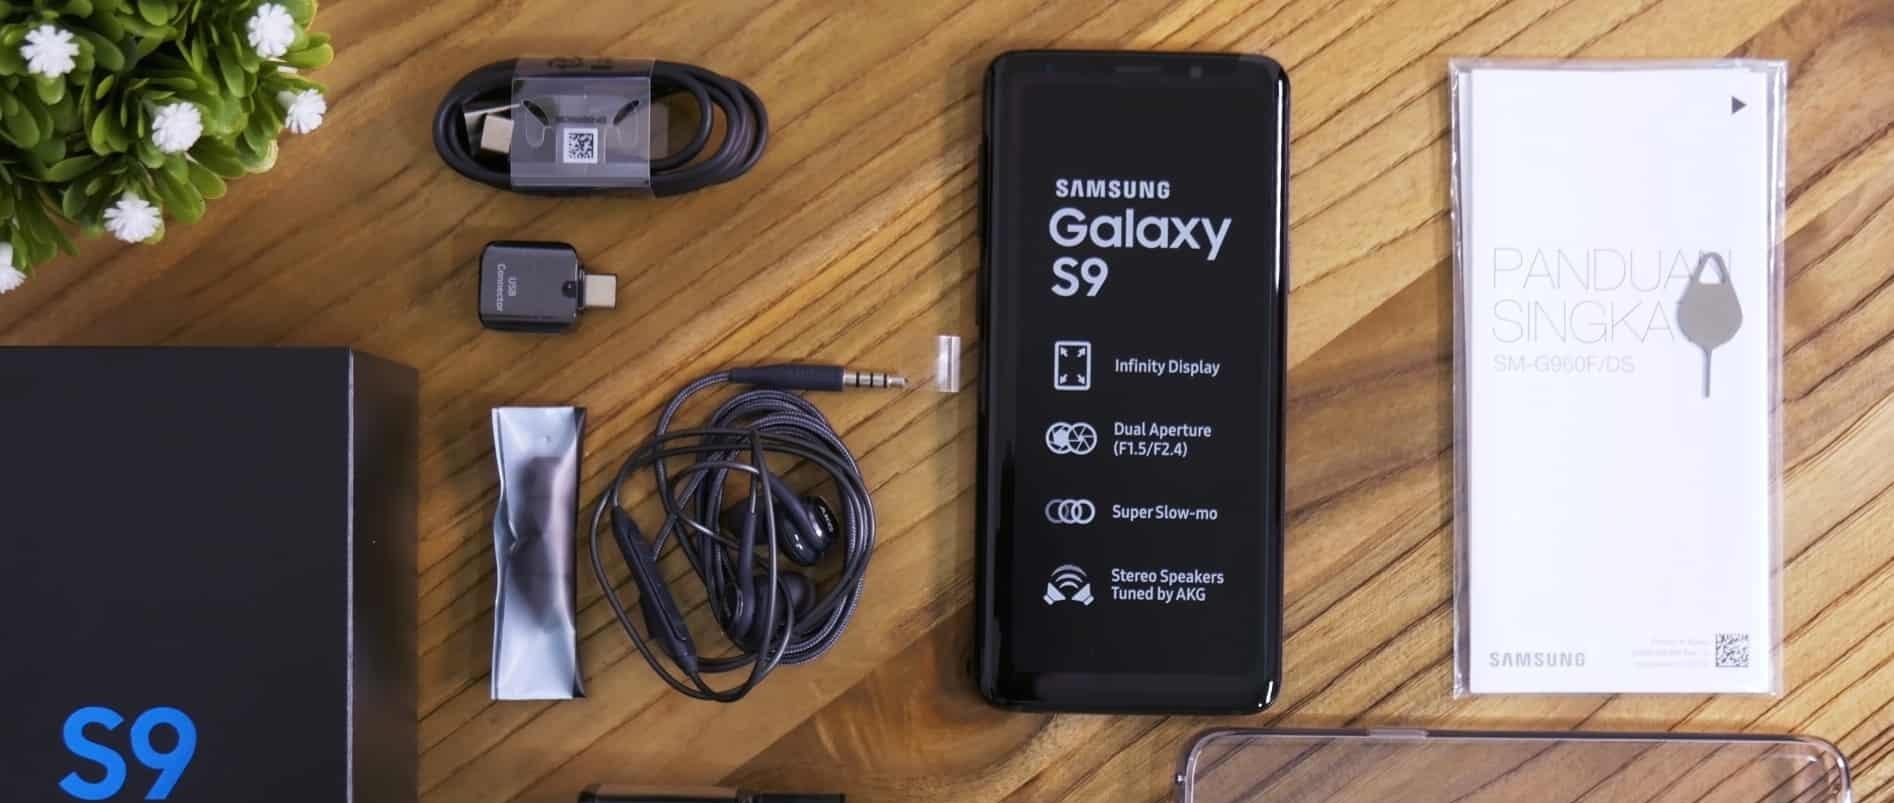 USB
Connector
AKG
S9
SAMSUNG
Galaxy
S9
Infinity Display
Dual Aperture
(F1.5/F2.4)
Super Slow-mo
Stereo Speakers
Tuned by AKG
PANDUAN
SINGKA
SM-G960F/DS
SAMSUNG